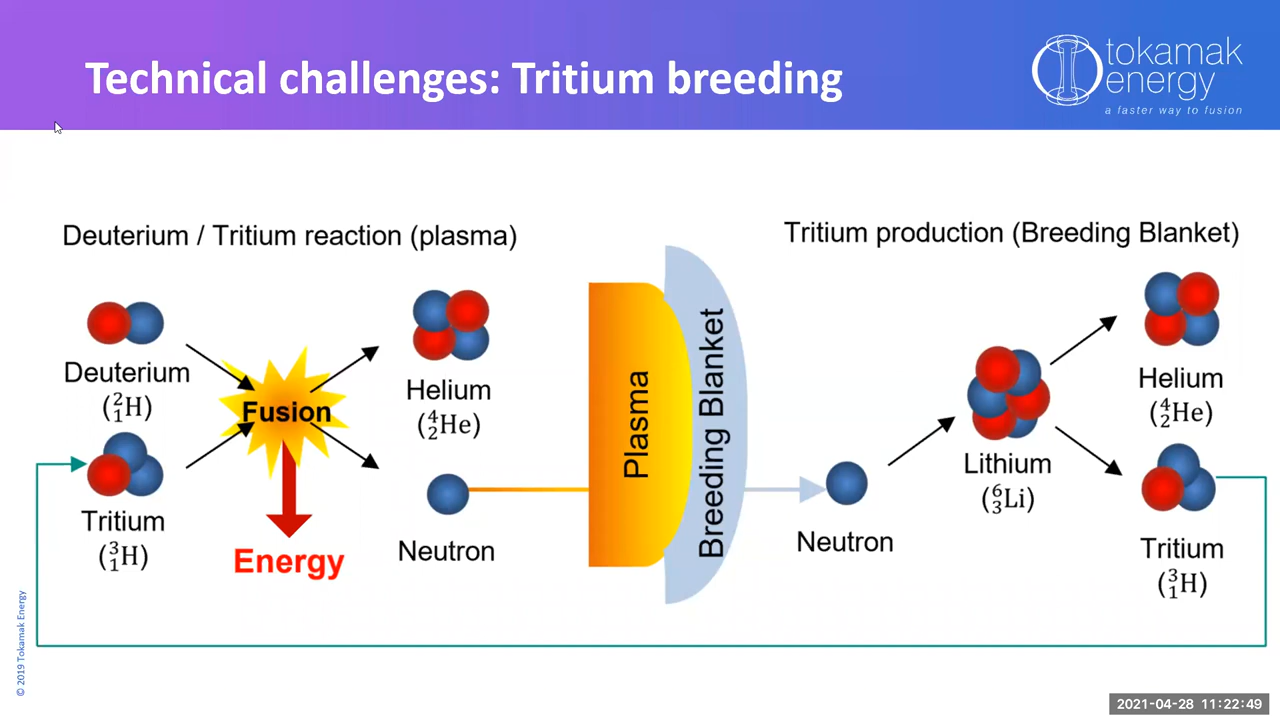 Technical challenges: Tritium breeding
tokamak
energy
a faster way to fusion
Deuterium / Tritium reaction (plasma)
Tritium production (Breeding Blanket)
Deuterium
(²₁H)
Tritium
(³₁H)
Fusion
Energy
Helium
(⁴₂He)
Neutron
Plasma
Breeding Blanket
Neutron
Lithium
(⁶₃Li)
Helium
(⁴₂He)
Tritium
(³₁H)
© 2019 Tokamak Energy
2021-04-28 11:22:49